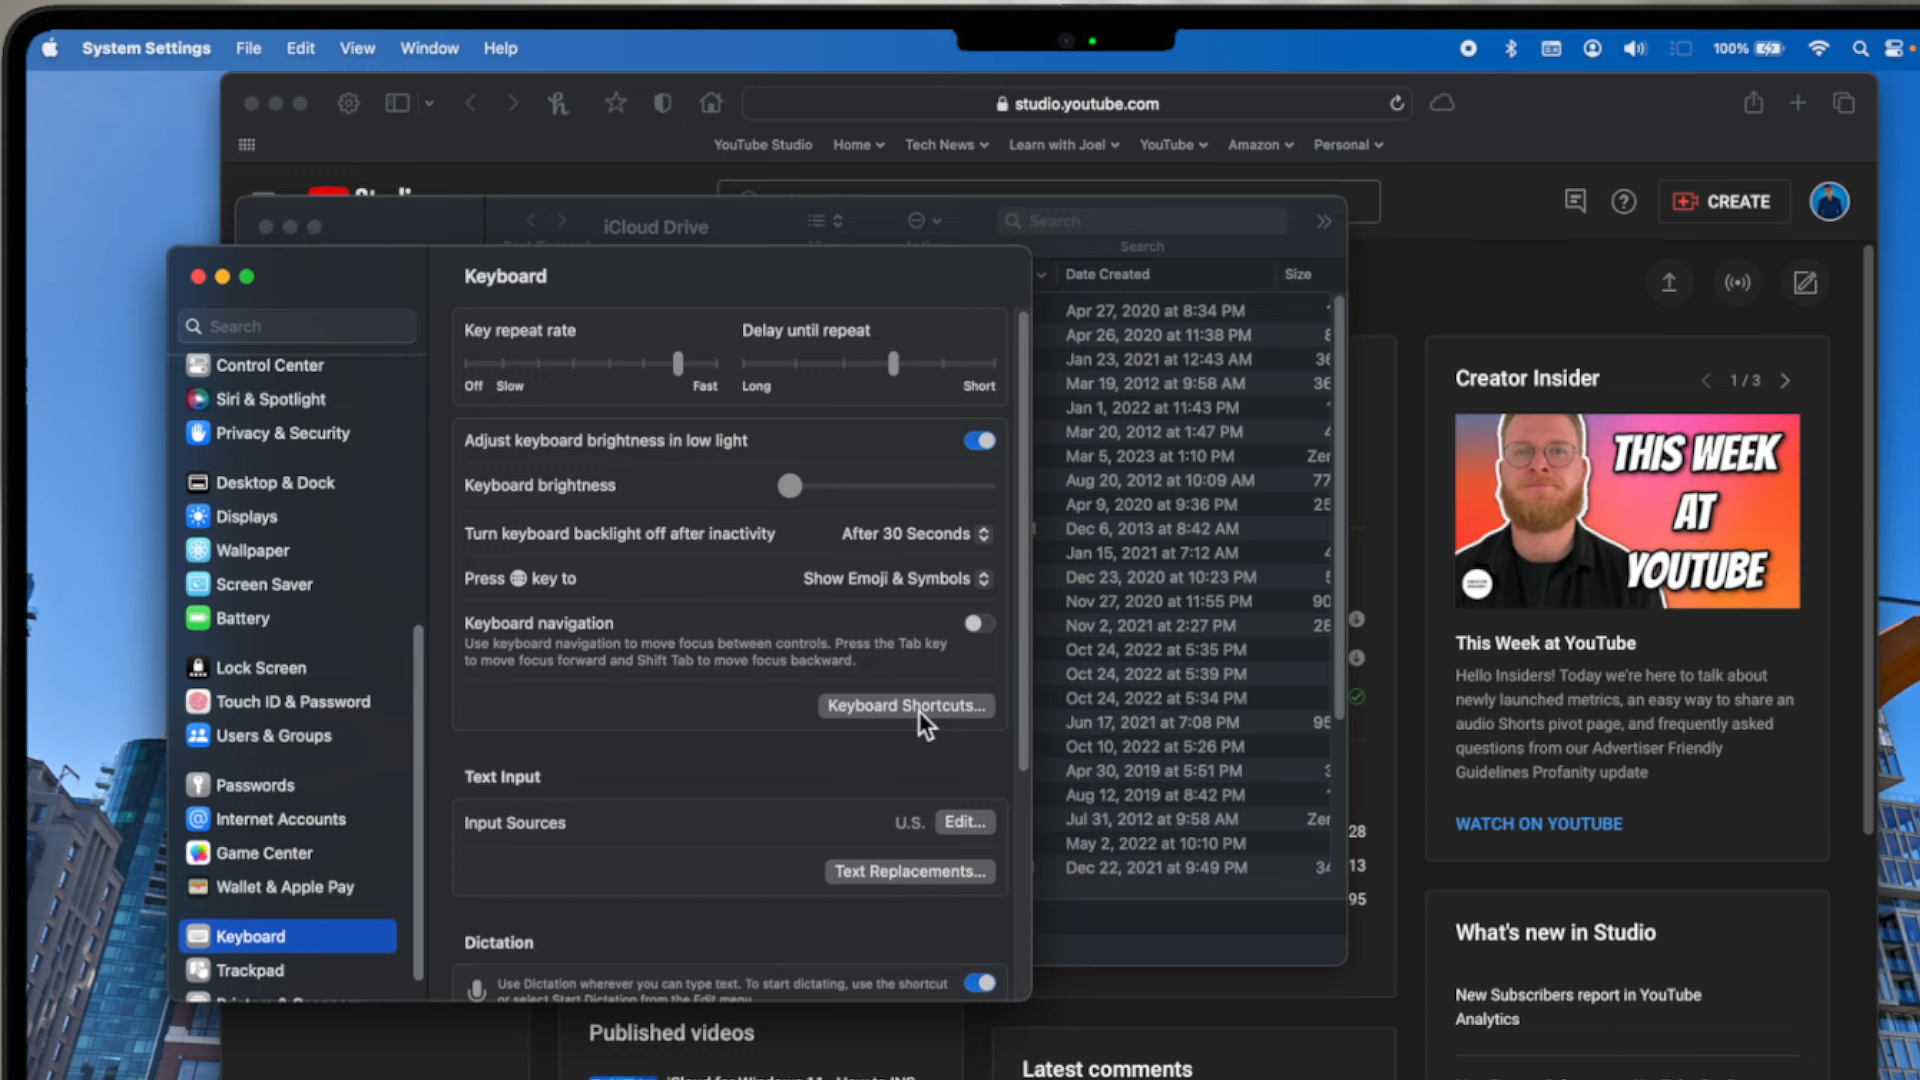 System Settings File Edit View Window Help
100%
studio.youtube.com
YouTube Studio Home Tech News Learn with Joel YouTube Amazon Personal
CREATE
iCloud Drive
Search
Search
Date Created
Size
Apr 27, 2020 at 8:34 PM
Apr 26, 2020 at 11:38 PM
Jan 23, 2021 at 12:43 AM
Mar 19, 2012 at 9:58 AM
Jan 1, 2022 at 11:43 PM
Mar 20, 2012 at 1:47 PM
Mar 5, 2023 at 1:10 PM
Aug 20, 2012 at 10:09 AM
Apr 9, 2020 at 9:36 PM
Dec 6, 2013 at 8:42 AM
Jan 15, 2021 at 7:12 AM
Dec 23, 2020 at 10:23 PM
Nov 27, 2020 at 11:55 PM
Nov 2, 2021 at 2:27 PM
Oct 24, 2022 at 5:35 PM
Oct 24, 2022 at 5:39 PM
Oct 24, 2022 at 5:34 PM
Jun 17, 2021 at 7:08 PM
Oct 10, 2022 at 5:26 PM
Apr 30, 2019 at 5:51 PM
Aug 12, 2019 at 8:42 PM
Jul 31, 2012 at 9:58 AM
May 2, 2022 at 10:10 PM
Dec 22, 2021 at 9:49 PM
28
13
95
Search
Control Center
Siri & Spotlight
Privacy & Security
Desktop & Dock
Displays
Wallpaper
Screen Saver
Battery
Lock Screen
Touch ID & Password
Users & Groups
Passwords
Internet Accounts
Game Center
Wallet & Apple Pay
Keyboard
Trackpad
Keyboard
Key repeat rate
Delay until repeat
Off Slow Fast
Long Short
Adjust keyboard brightness in low light
Keyboard brightness
Turn keyboard backlight off after inactivity After 30 Seconds
Press key to Show Emoji & Symbols
Keyboard navigation
Use keyboard navigation to move focus between controls. Press the Tab key
to move focus forward and Shift Tab to move focus backward.
Keyboard Shortcuts...
Text Input
Input Sources U.S. Edit...
Text Replacements...
Dictation
Use Dictation wherever you can type text. To start dictating, use the shortcut
or select Start Dictation from the Edit menu.
Published videos
Latest comments
Creator Insider
1 / 3
THIS WEEK
AT
YOUTUBE
This Week at YouTube
Hello Insiders! Today we're here to talk about
newly launched metrics, an easy way to share an
audio Shorts pivot page, and frequently asked
questions from our Advertiser Friendly
Guidelines Profanity update
WATCH ON YOUTUBE
What's new in Studio
New Subscribers report in YouTube
Analytics